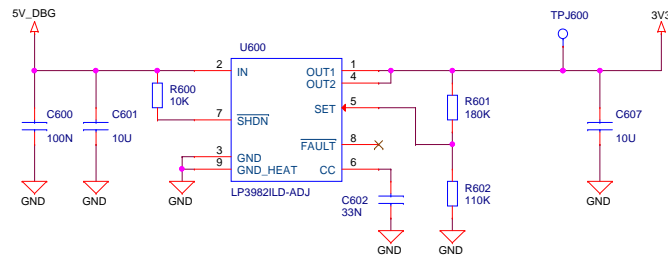 5V_DBG
TPJ600
3V3
U600
2
IN
OUT1
1
OUT2
4
R600
10K
SET
5
R601
180K
C600
100N
C601
10U
7
SHDN
C607
10U
FAULT
8
3
GND
9
GND_HEAT
CC
6
LP3982ILD-ADJ
C602
33N
R602
110K
GND
GND
GND
GND
GND
GND